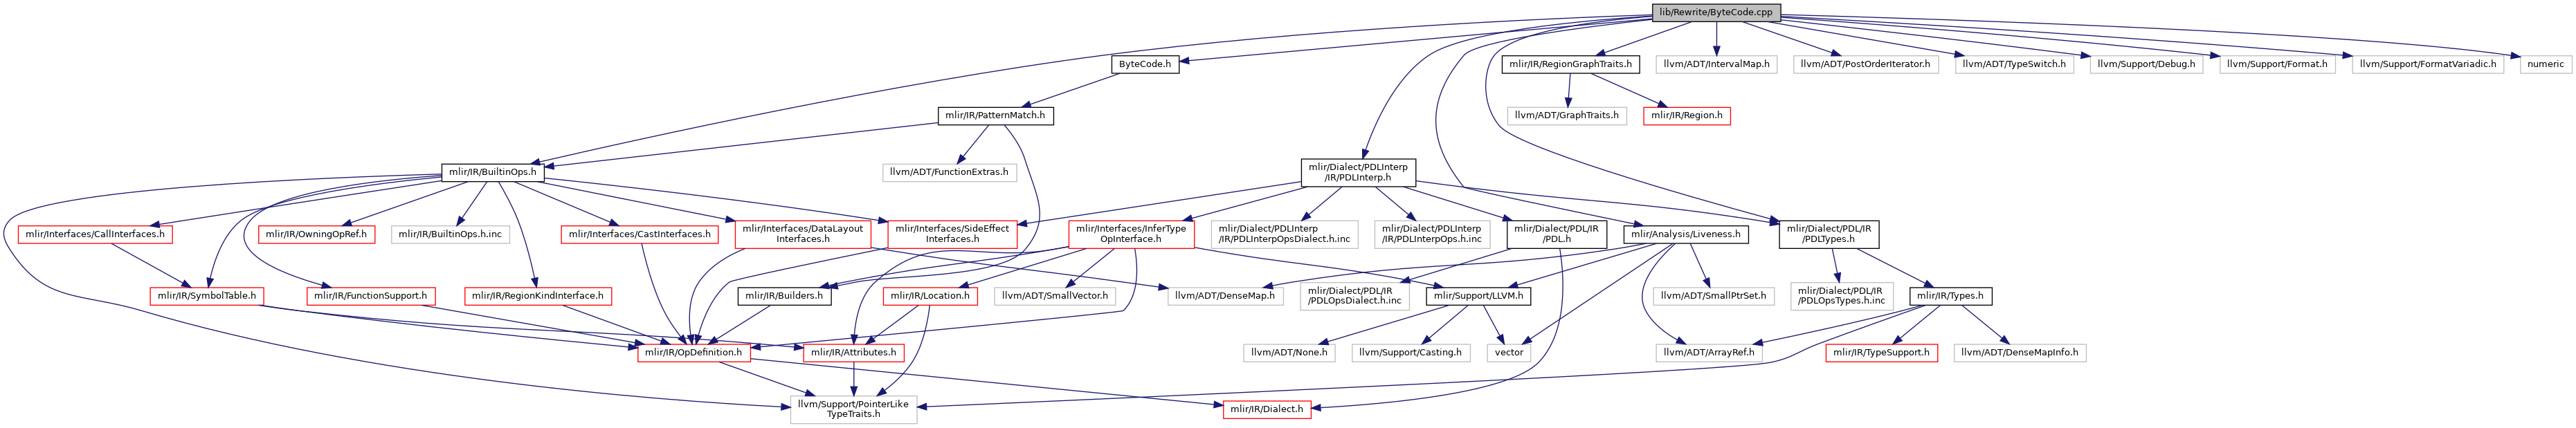 lib/Rewrite/ByteCode.cpp
ByteCode.h
mlir/IR/RegionGraphTraits.h
llvm/ADT/IntervalMap.h
llvm/ADT/PostOrderIterator.h
llvm/ADT/TypeSwitch.h
llvm/Support/Debug.h
llvm/Support/Format.h
llvm/Support/FormatVariadic.h
numeric
mlir/IR/PatternMatch.h
llvm/ADT/GraphTraits.h
mlir/IR/Region.h
mlir/IR/BuiltinOps.h
llvm/ADT/FunctionExtras.h
mlir/Dialect/PDLInterp
/IR/PDLInterp.h
mlir/Interfaces/CallInterfaces.h
mlir/IR/OwningOpRef.h
mlir/IR/BuiltinOps.h.inc
mlir/Interfaces/CastInterfaces.h
mlir/Interfaces/DataLayout
Interfaces.h
mlir/Interfaces/SideEffect
Interfaces.h
mlir/Interfaces/InferType
OpInterface.h
mlir/Dialect/PDLInterp
/IR/PDLInterpOpsDialect.h.inc
mlir/Dialect/PDLInterp
/IR/PDLInterpOps.h.inc
mlir/Dialect/PDL/IR
/PDL.h
mlir/Analysis/Liveness.h
mlir/Dialect/PDL/IR
/PDLTypes.h
mlir/IR/SymbolTable.h
mlir/IR/FunctionSupport.h
mlir/IR/RegionKindInterface.h
mlir/IR/Builders.h
mlir/IR/Location.h
llvm/ADT/SmallVector.h
llvm/ADT/DenseMap.h
mlir/Dialect/PDL/IR
/PDLOpsDialect.h.inc
mlir/Support/LLVM.h
llvm/ADT/SmallPtrSet.h
mlir/Dialect/PDL/IR
/PDLOpsTypes.h.inc
mlir/IR/Types.h
mlir/IR/OpDefinition.h
mlir/IR/Attributes.h
llvm/ADT/None.h
llvm/Support/Casting.h
vector
llvm/ADT/ArrayRef.h
mlir/IR/TypeSupport.h
llvm/ADT/DenseMapInfo.h
llvm/Support/PointerLike
TypeTraits.h
mlir/IR/Dialect.h